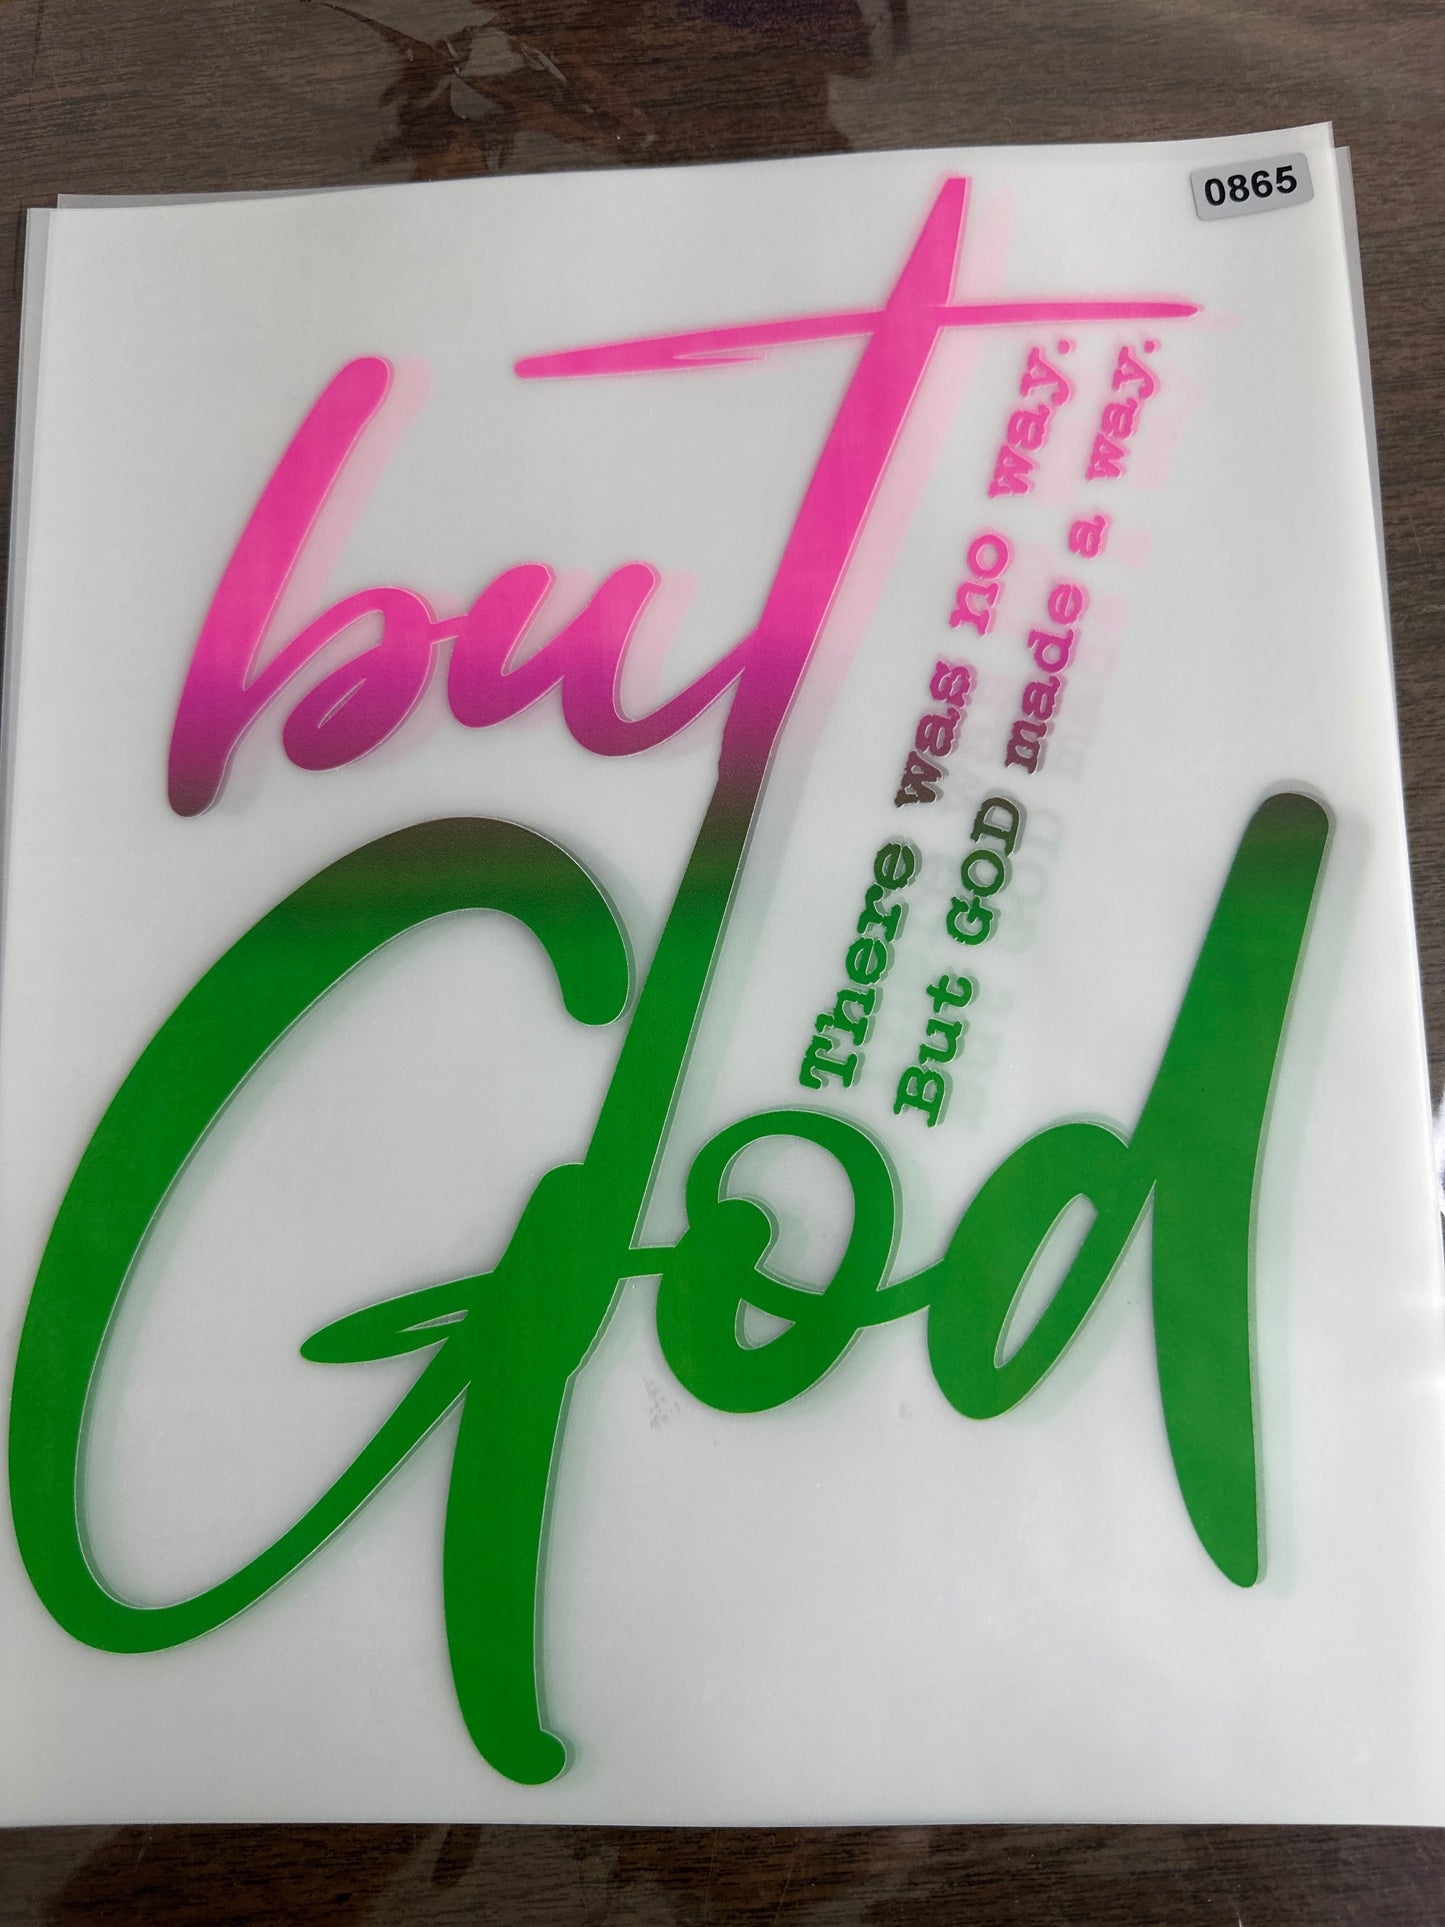 0865
but
God
There was no way.
But GOD made a way.